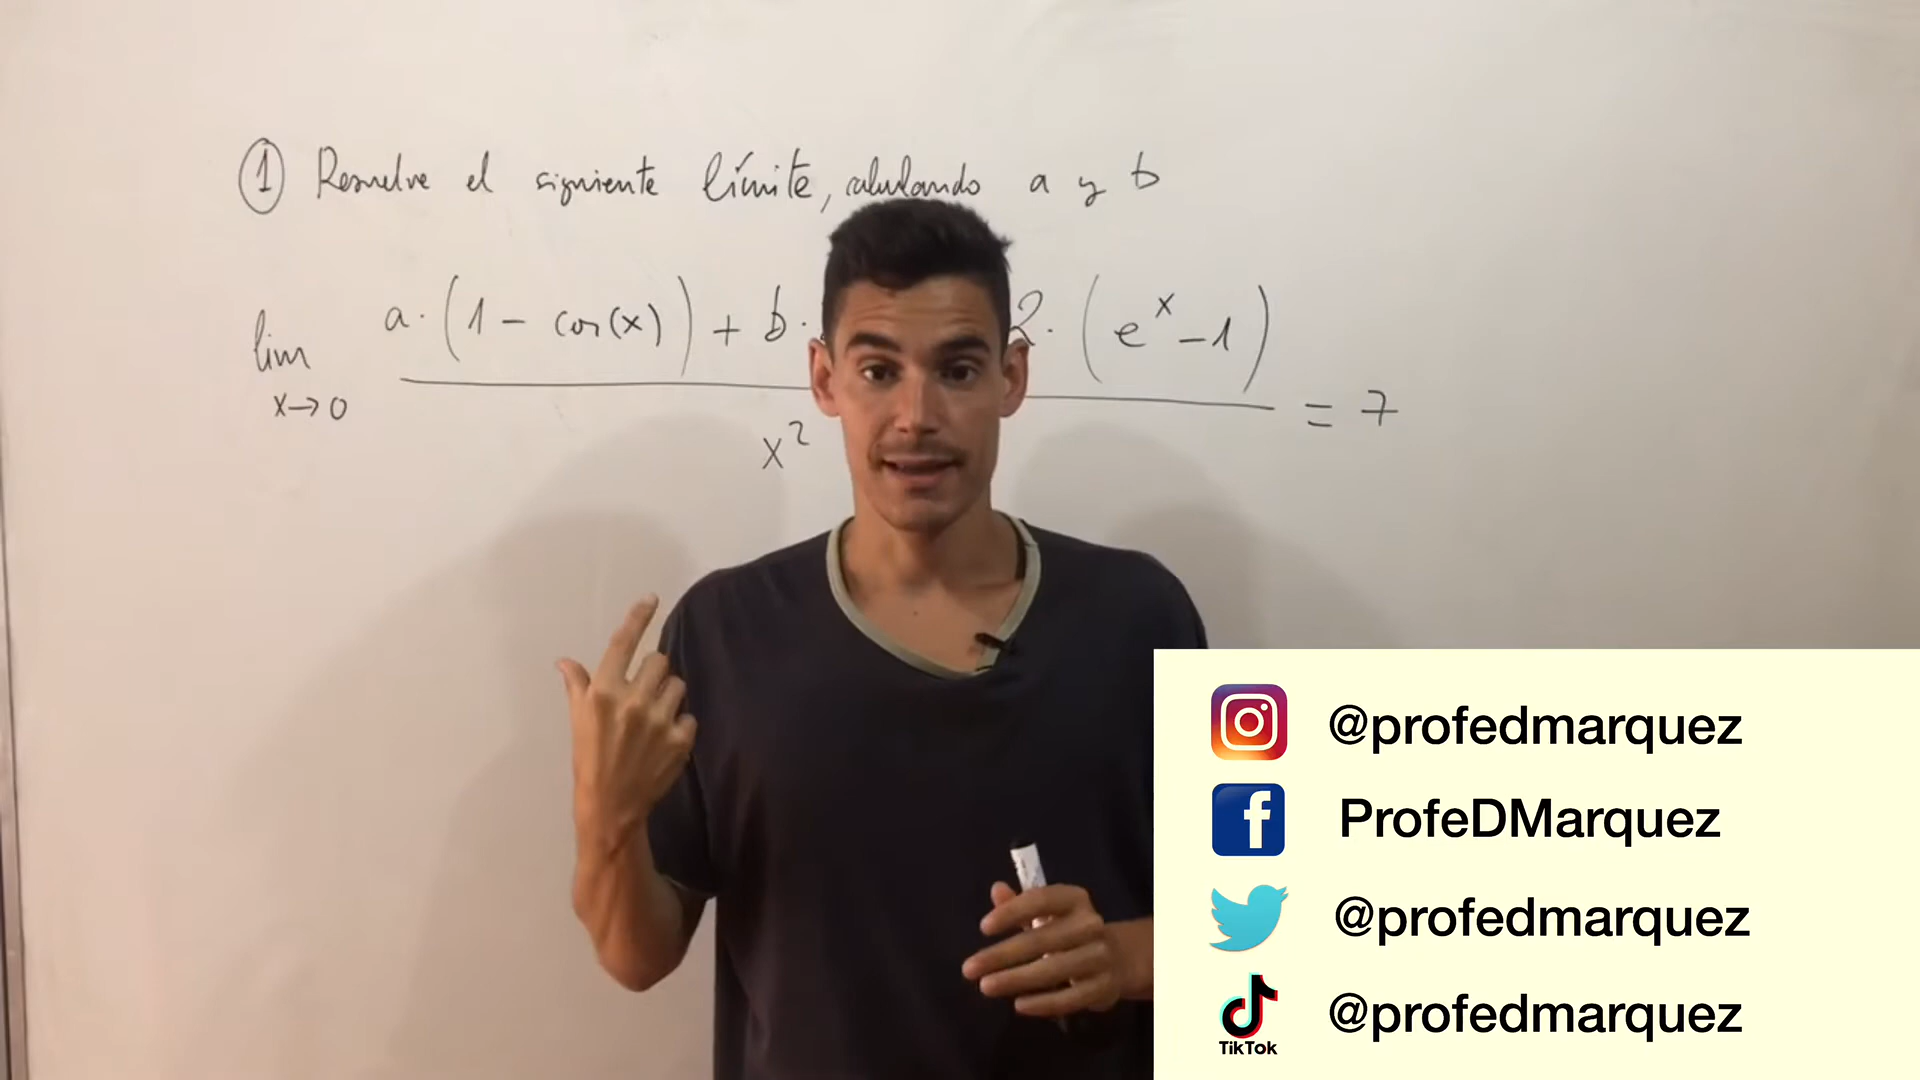 ① Resuelve el siguiente límite, calculando a y b
lim x→0
a·(1 - cos(x)) + b· 2·(e^x - 1)
x²
= 7
@profedmarquez
ProfeDMarquez
@profedmarquez
TikTok
@profedmarquez